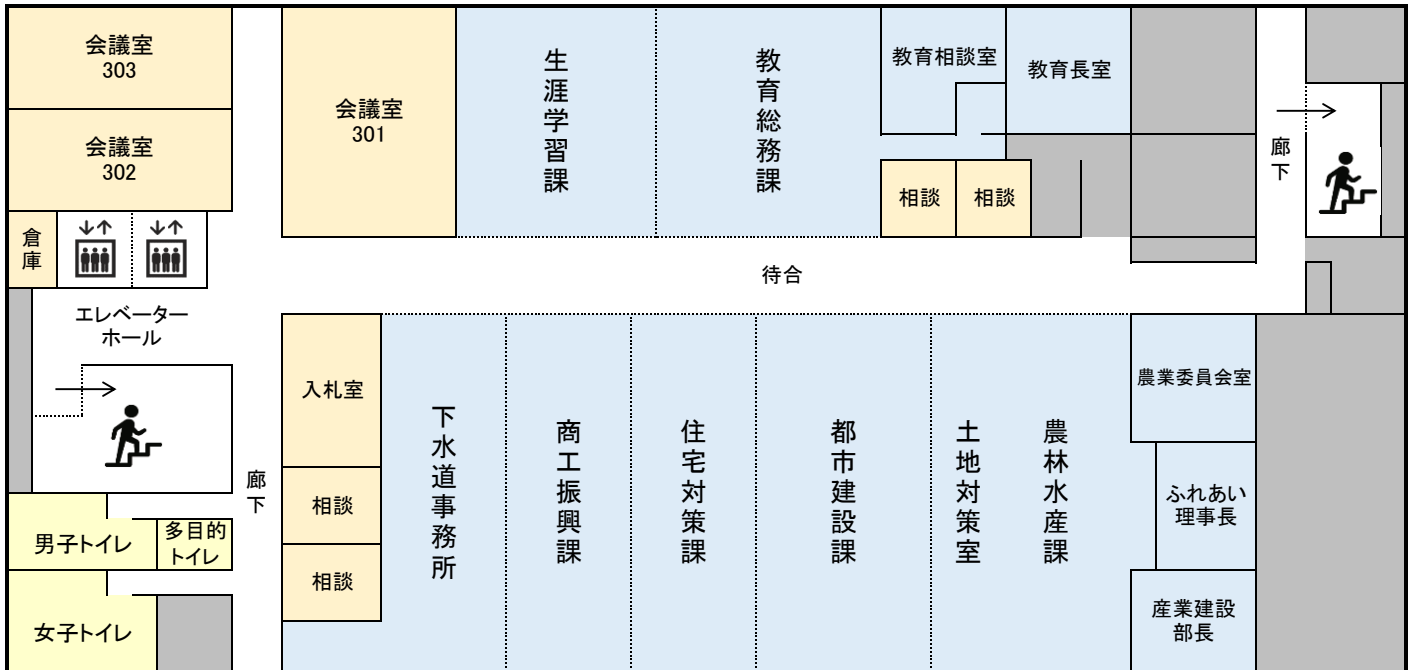 会議室
303
会議室
302
倉庫
エレベーター
ホール
男子トイレ
多目的
トイレ
女子トイレ
廊下
会議室
301
生涯学習課
教育総務課
教育相談室
教育長室
相談
相談
廊下
待合
入札室
相談
相談
下水道事務所
商工振興課
住宅対策課
都市建設課
土地対策室
農林水産課
農業委員会室
ふれあい
理事長
産業建設
部長